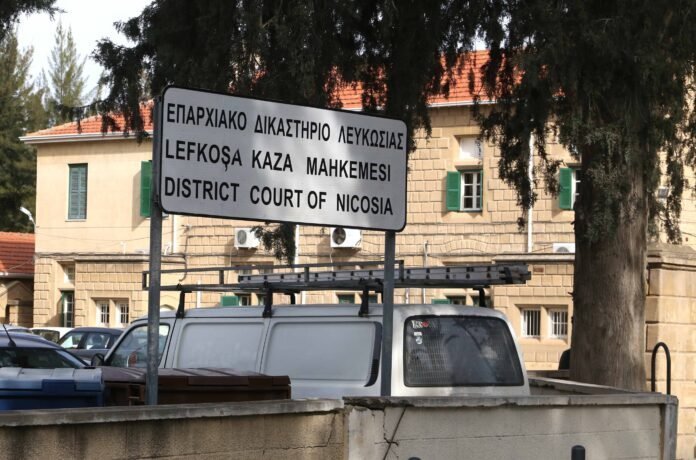 ΕΠΑΡΧΙΑΚΟ ΔΙΚΑΣΤΗΡΙΟ ΛΕΥΚΩΣΙΑΣ
LEFKOŞA KAZA MAHKEMESI
DISTRICT COURT OF NICOSIA